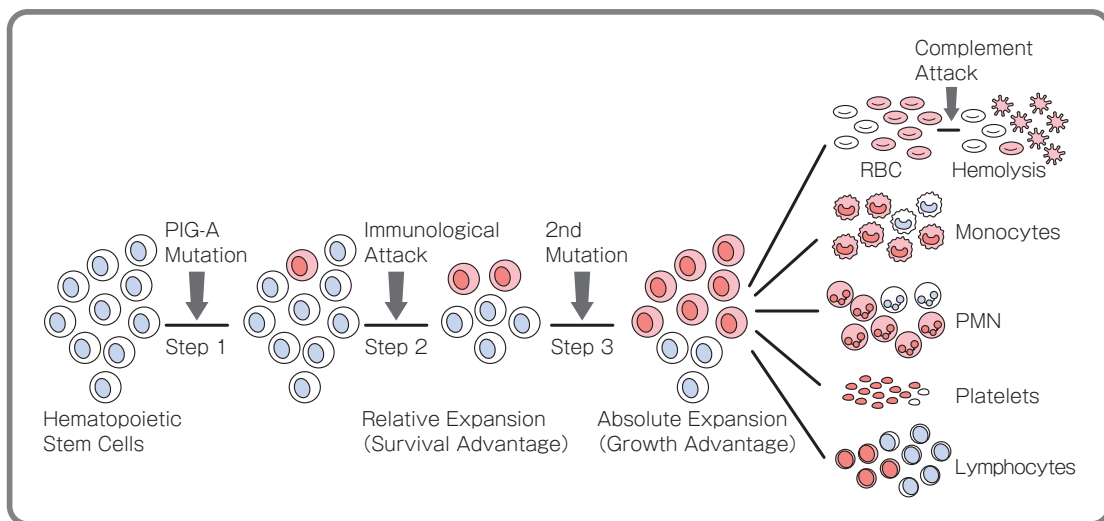 Complement
Attack
RBC
Hemolysis
PIG-A
Mutation
Immunological
Attack
2nd
Mutation
Monocytes
PMN
Step 1
Step 2
Step 3
Platelets
Hematopoietic
Stem Cells
Relative Expansion
(Survival Advantage)
Absolute Expansion
(Growth Advantage)
Lymphocytes